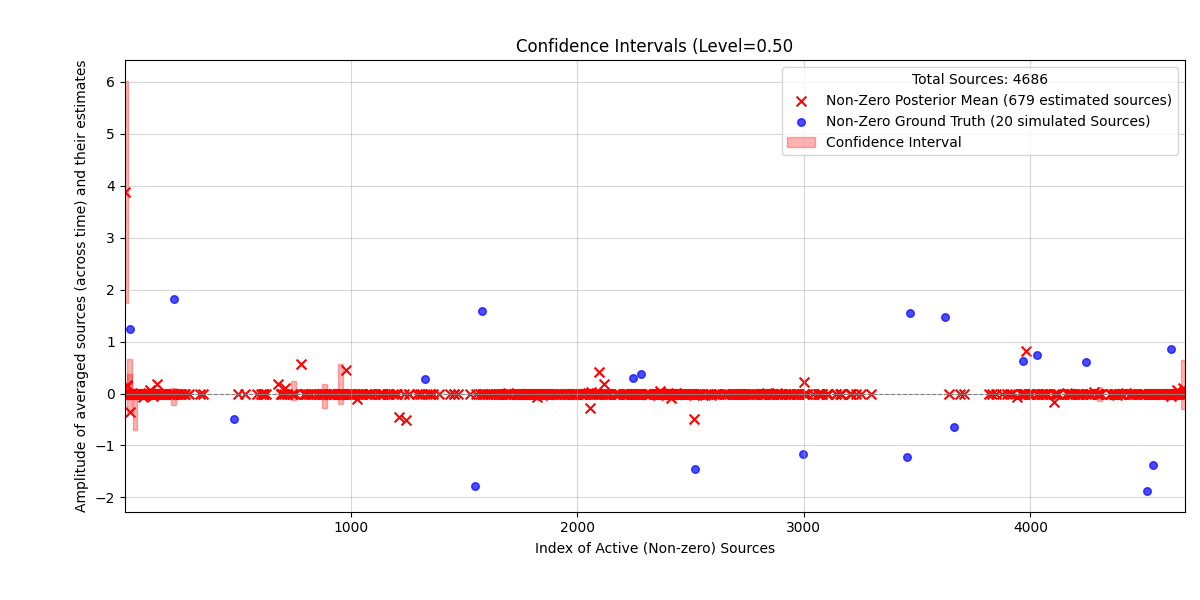 Confidence Intervals (Level=0.50
Total Sources: 4686
Non-Zero Posterior Mean (679 estimated sources)
Non-Zero Ground Truth (20 simulated Sources)
Confidence Interval
Amplitude of averaged sources (across time) and their estimates
6
5
4
3
2
1
0
−1
−2
1000 2000 3000 4000
Index of Active (Non-zero) Sources